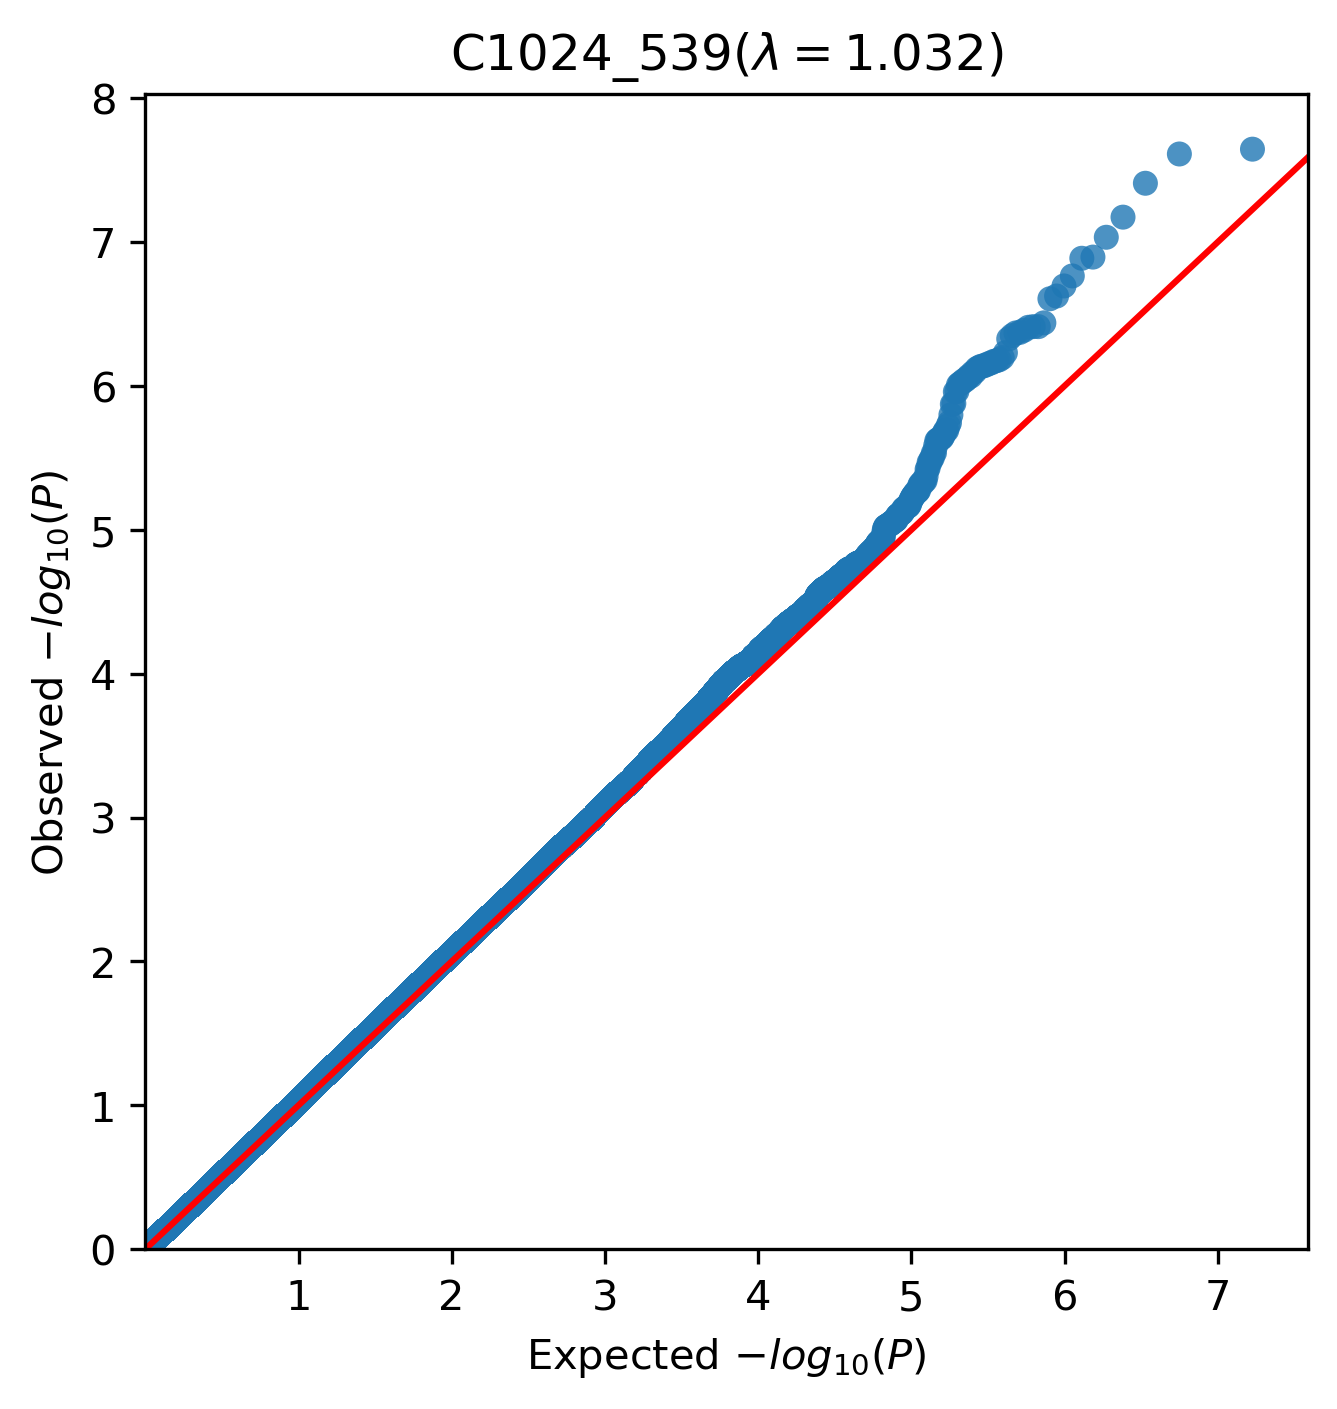 C1024_539(λ = 1.032)
8
7
6
5
4
3
2
1
0
Observed −log₁₀(P)
1 2 3 4 5 6 7
Expected −log₁₀(P)